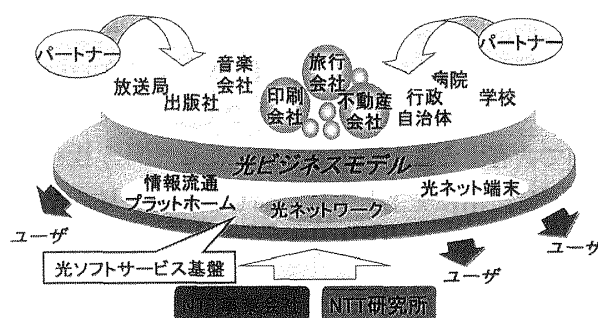 パートナー
パートナー
放送局
出版社
音楽
会社
印刷
会社
旅行
会社
不動産
会社
病院
行政
自治体
学校
光ビジネスモデル
情報流通
プラットホーム
光ネットワーク
光ネット端末
ユーザ
ユーザ
ユーザ
光ソフトサービス基盤
NTT研究所